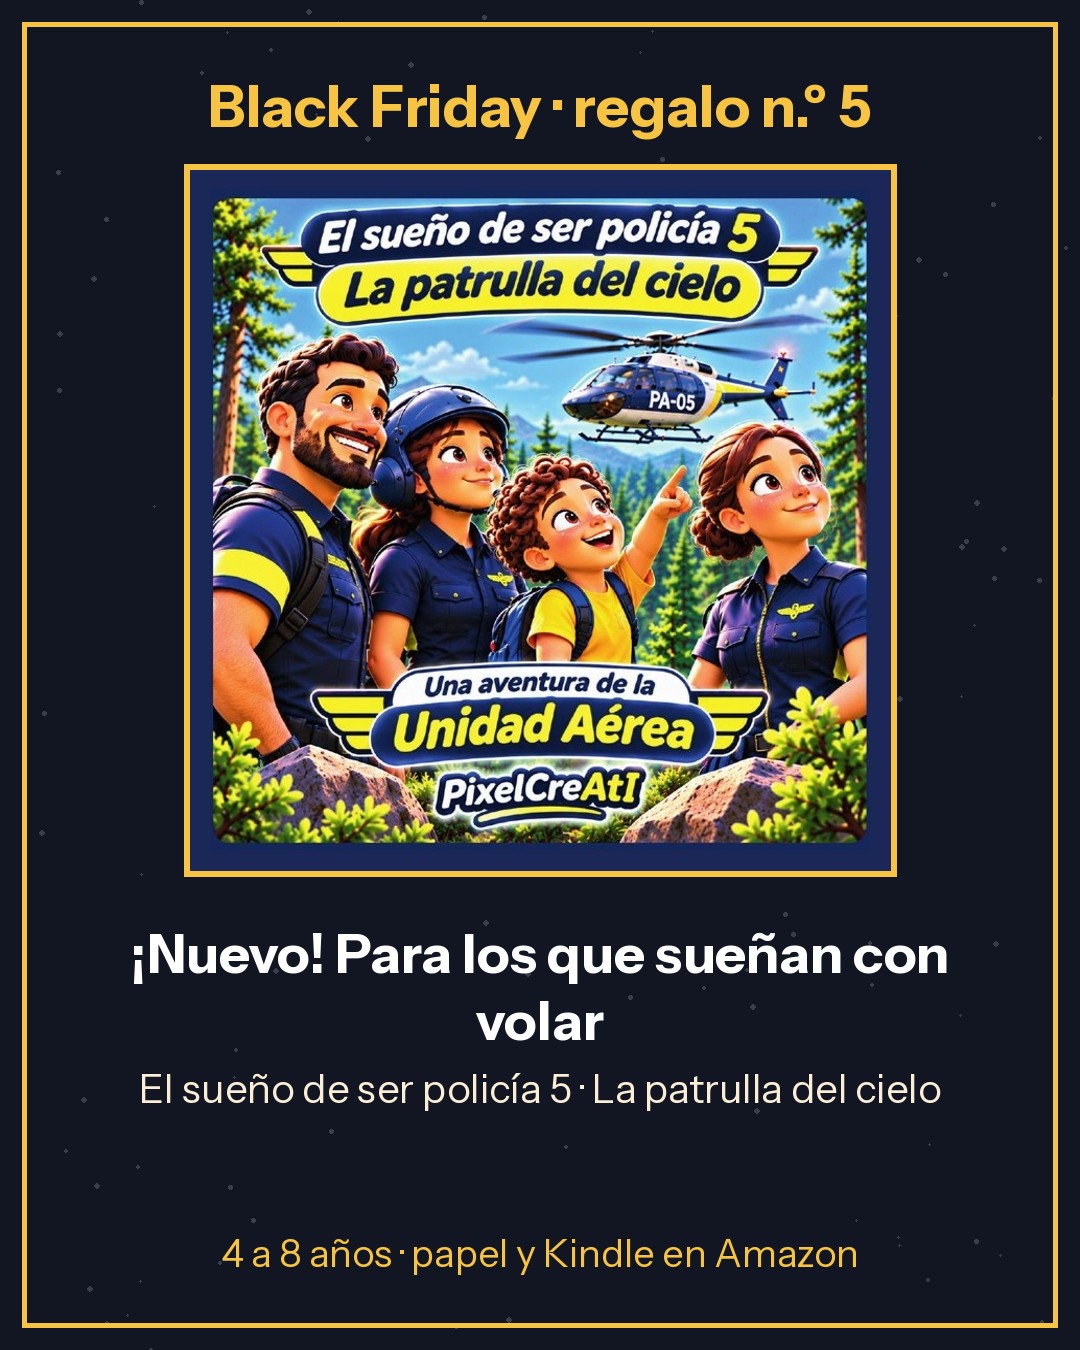 Black Friday · regalo n.º 5
El sueño de ser policía 5
La patrulla del cielo
PA-05
Una aventura de la
Unidad Aérea
PixelCreAtI
¡Nuevo! Para los que sueñan con
volar
El sueño de ser policía 5 · La patrulla del cielo
4 a 8 años · papel y Kindle en Amazon